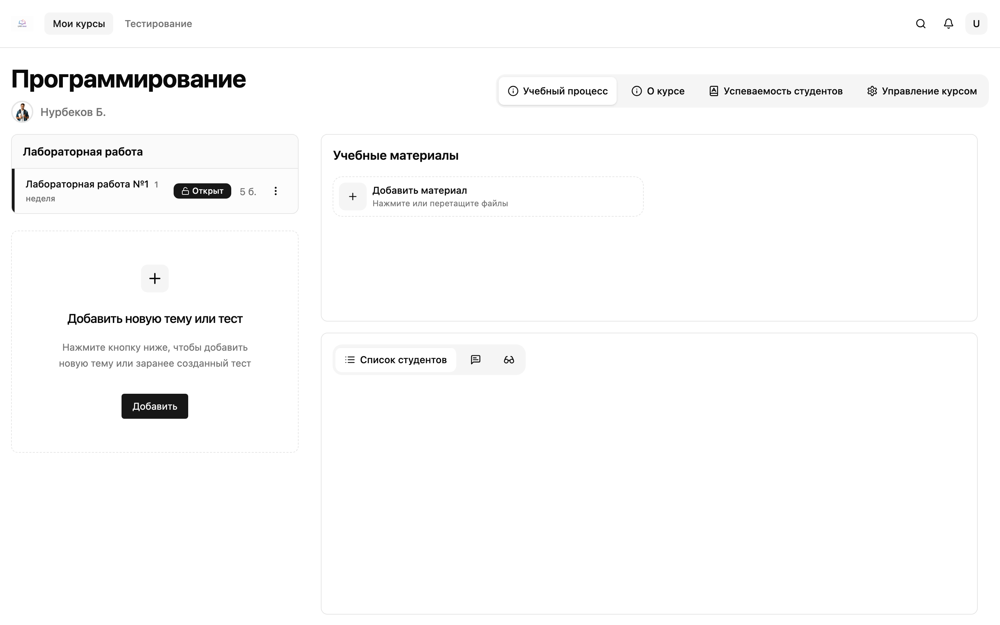 Мои курсы
Тестирование
U
Программирование
Нурбеков Б.
Учебный процесс
О курсе
Успеваемость студентов
Управление курсом
Лабораторная работа
Лабораторная работа №1 1
неделя
Открыт
5 б.
Добавить новую тему или тест
Нажмите кнопку ниже, чтобы добавить
новую тему или заранее созданный тест
Добавить
Учебные материалы
Добавить материал
Нажмите или перетащите файлы
Список студентов